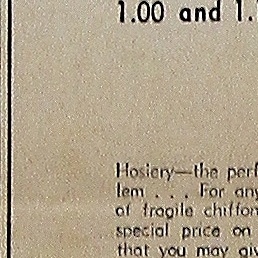 1.00 and 1.
Hosiery—the perf
lem . . . For any
of fragile chiffon
special price on
that you may giv